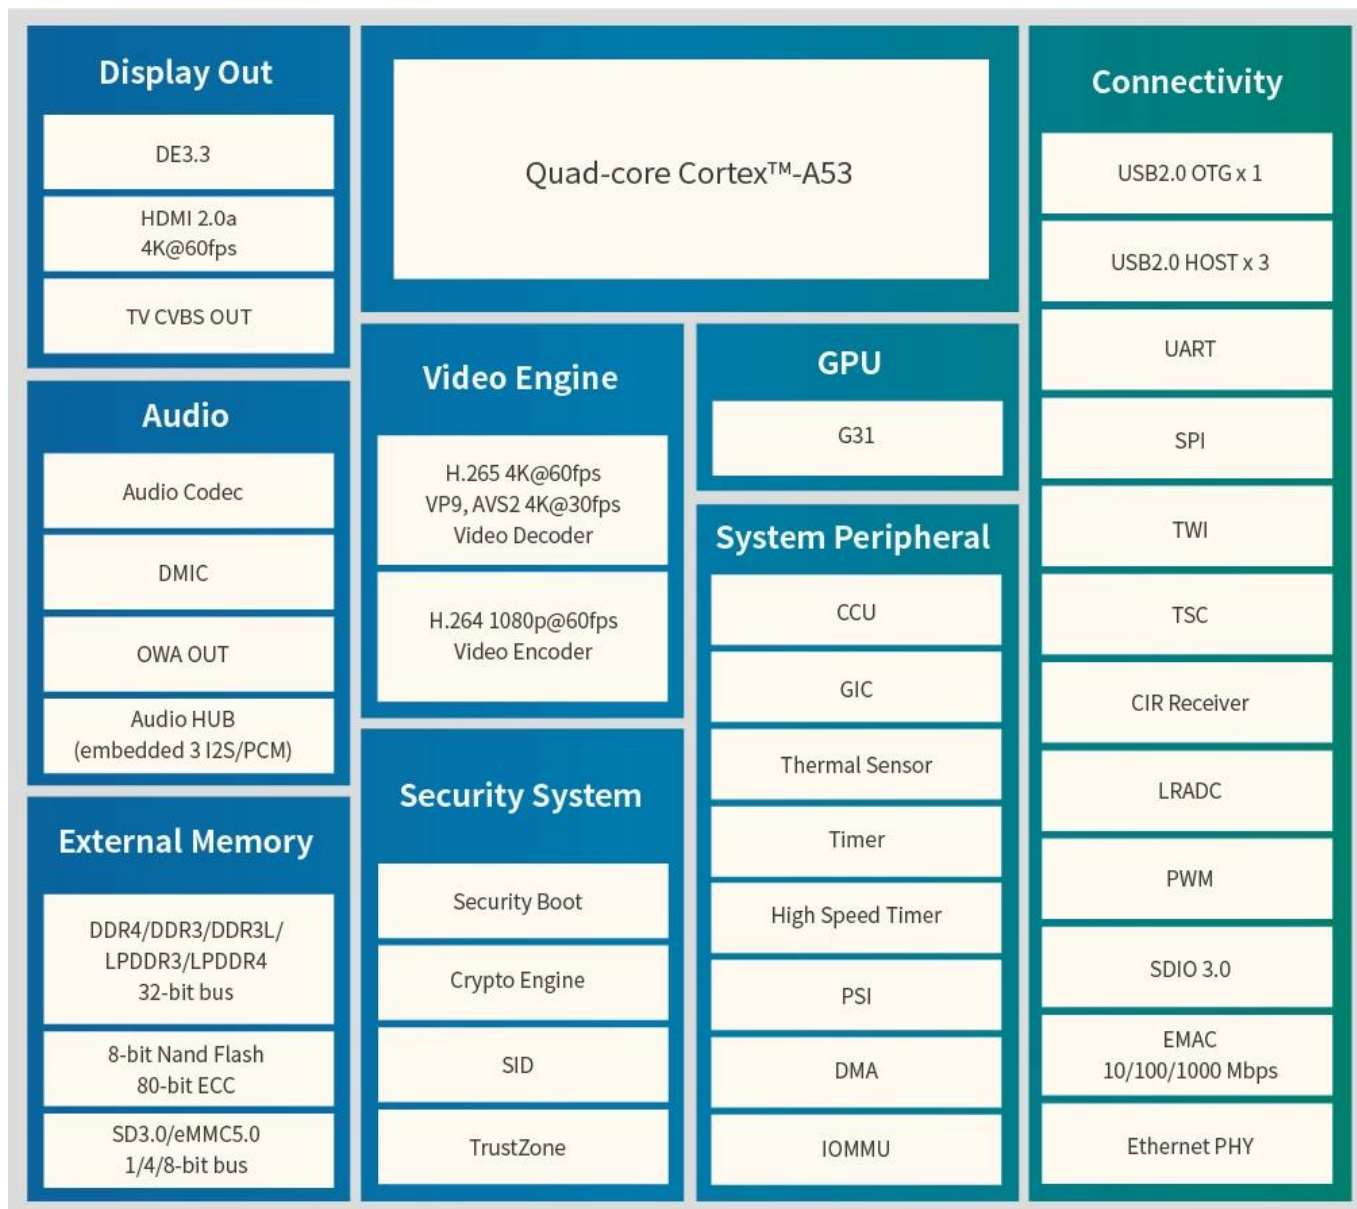 Display Out
DE3.3
HDMI 2.0a
4K@60fps
TV CVBS OUT
Audio
Audio Codec
DMIC
OWA OUT
Audio HUB
(embedded 3 I2S/PCM)
External Memory
DDR4/DDR3/DDR3L/
LPDDR3/LPDDR4
32-bit bus
8-bit Nand Flash
80-bit ECC
SD3.0/eMMC5.0
1/4/8-bit bus
Quad-core Cortex™-A53
Video Engine
H.265 4K@60fps
VP9, AVS2 4K@30fps
Video Decoder
H.264 1080p@60fps
Video Encoder
Security System
Security Boot
Crypto Engine
SID
TrustZone
GPU
G31
System Peripheral
CCU
GIC
Thermal Sensor
Timer
High Speed Timer
PSI
DMA
IOMMU
Connectivity
USB2.0 OTG x 1
USB2.0 HOST x 3
UART
SPI
TWI
TSC
CIR Receiver
LRADC
PWM
SDIO 3.0
EMAC
10/100/1000 Mbps
Ethernet PHY